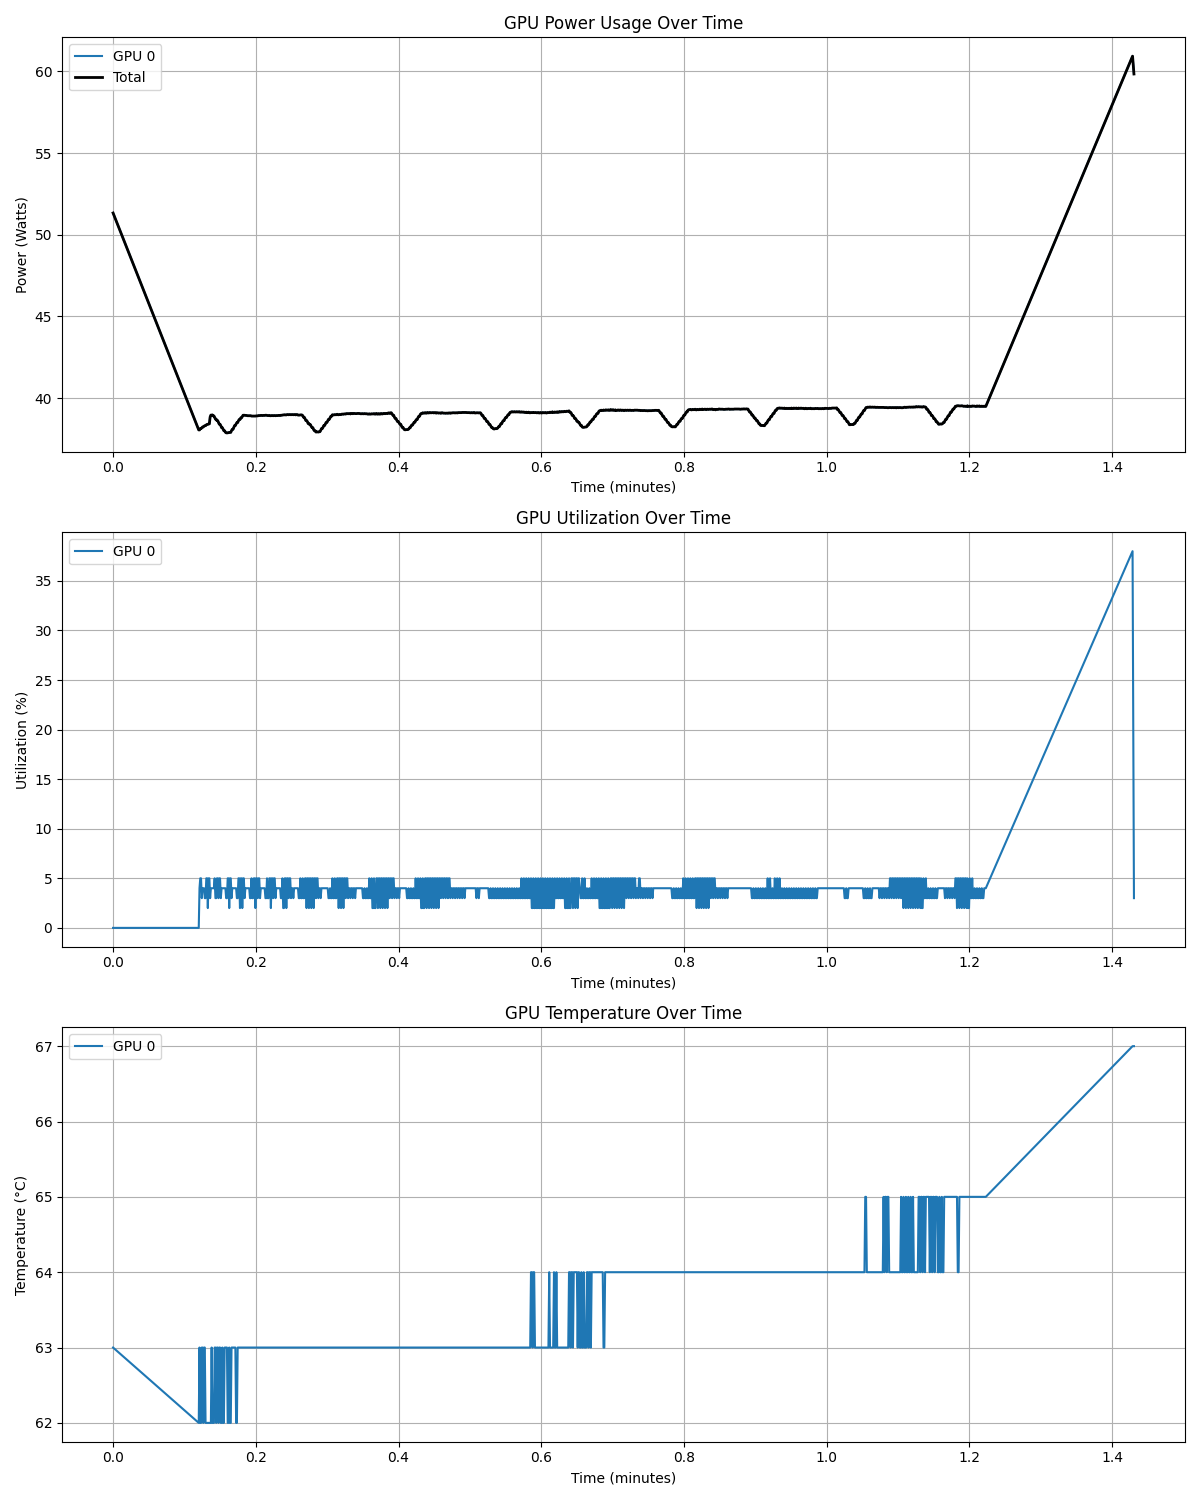 GPU Power Usage Over Time
GPU 0
Total
Power (Watts)
60
55
50
45
40
0.0 0.2 0.4 0.6 0.8 1.0 1.2 1.4
Time (minutes)
GPU Utilization Over Time
GPU 0
Utilization (%)
35
30
25
20
15
10
5
0
0.0 0.2 0.4 0.6 0.8 1.0 1.2 1.4
Time (minutes)
GPU Temperature Over Time
GPU 0
Temperature (°C)
67
66
65
64
63
62
0.0 0.2 0.4 0.6 0.8 1.0 1.2 1.4
Time (minutes)